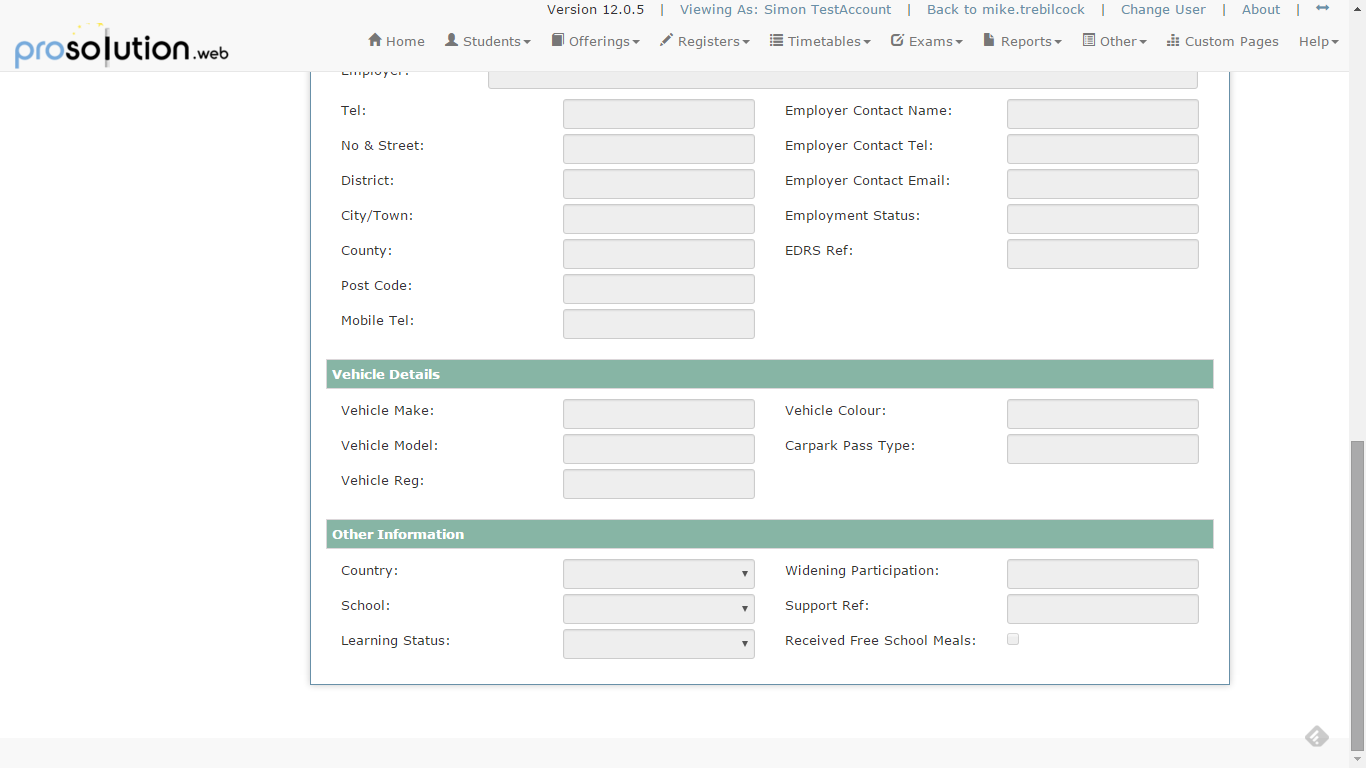 Version 12.0.5 | Viewing As: Simon TestAccount | Back to mike.trebilcock | Change User | About |
prosolution.web
Home Students Offerings Registers Timetables Exams Reports Other Custom Pages Help
Employer:
Tel: Employer Contact Name:
No & Street: Employer Contact Tel:
District: Employer Contact Email:
City/Town: Employment Status:
County: EDRS Ref:
Post Code:
Mobile Tel:
Vehicle Details
Vehicle Make: Vehicle Colour:
Vehicle Model: Carpark Pass Type:
Vehicle Reg:
Other Information
Country: Widening Participation:
School: Support Ref:
Learning Status: Received Free School Meals: